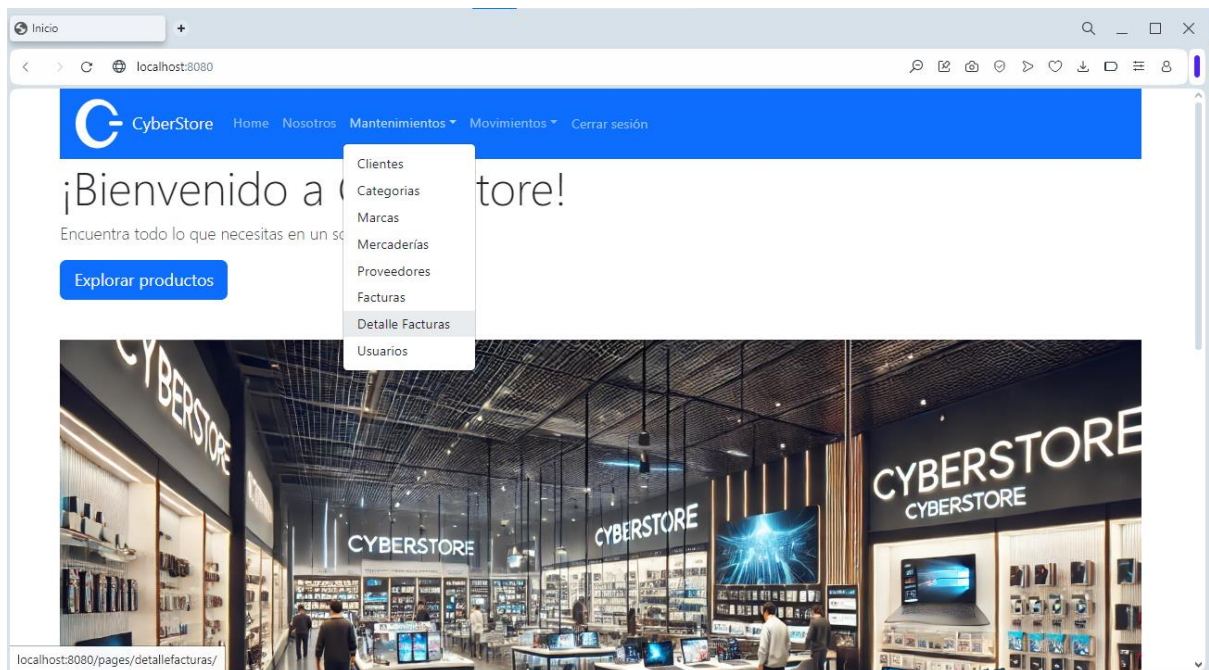 Inicio
localhost:8080
CyberStore Home Nosotros Mantenimientos Movimientos Cerrar sesión
Clientes
Categorias
Marcas
Mercaderías
Proveedores
Facturas
Detalle Facturas
Usuarios
¡Bienvenido a C tore!
Encuentra todo lo que necesitas en un so
Explorar productos
CYBERSTORE
CYBERSTORE
CYBERSTORE
CYBERSTORE
CYBERSTORE
localhost:8080/pages/detallefacturas/